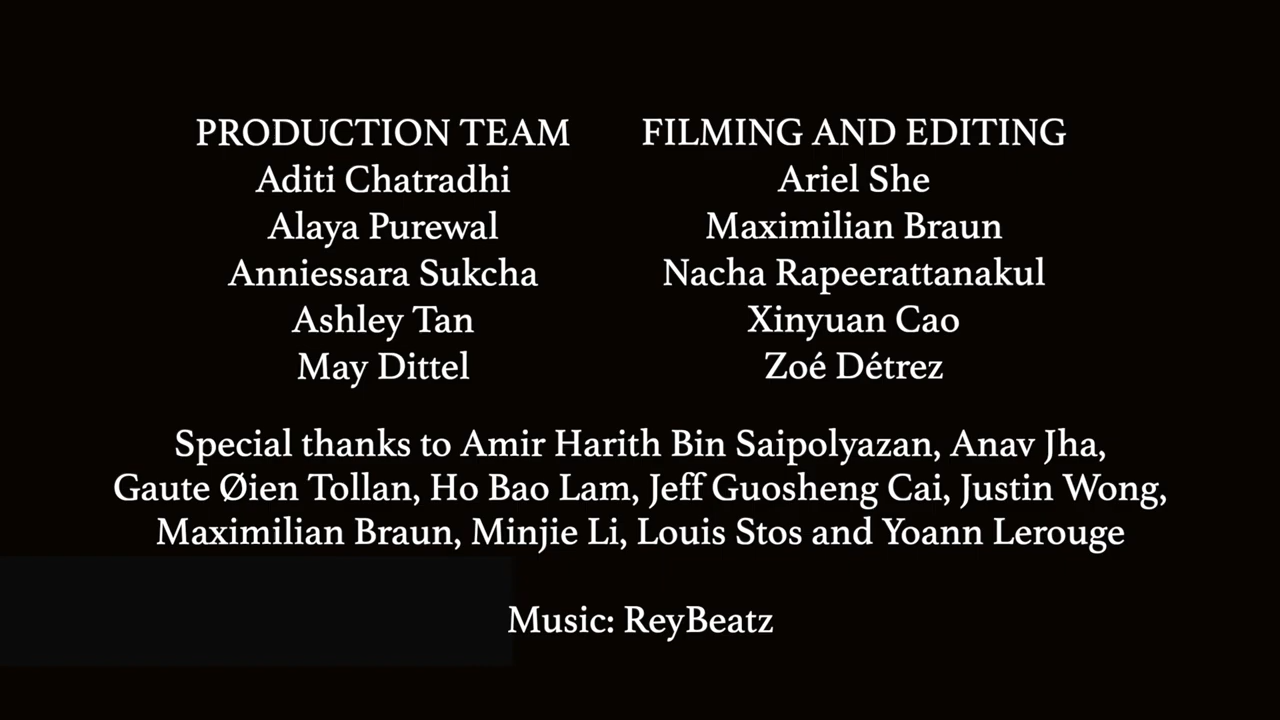 PRODUCTION TEAM
Aditi Chatradhi
Alaya Purewal
Anniessara Sukcha
Ashley Tan
May Dittel
FILMING AND EDITING
Ariel She
Maximilian Braun
Nacha Rapeerattanakul
Xinyuan Cao
Zoé Détrez
Special thanks to Amir Harith Bin Saipolyazan, Anav Jha,
Gaute Øien Tollan, Ho Bao Lam, Jeff Guosheng Cai, Justin Wong,
Maximilian Braun, Minjie Li, Louis Stos and Yoann Lerouge
Music: ReyBeatz